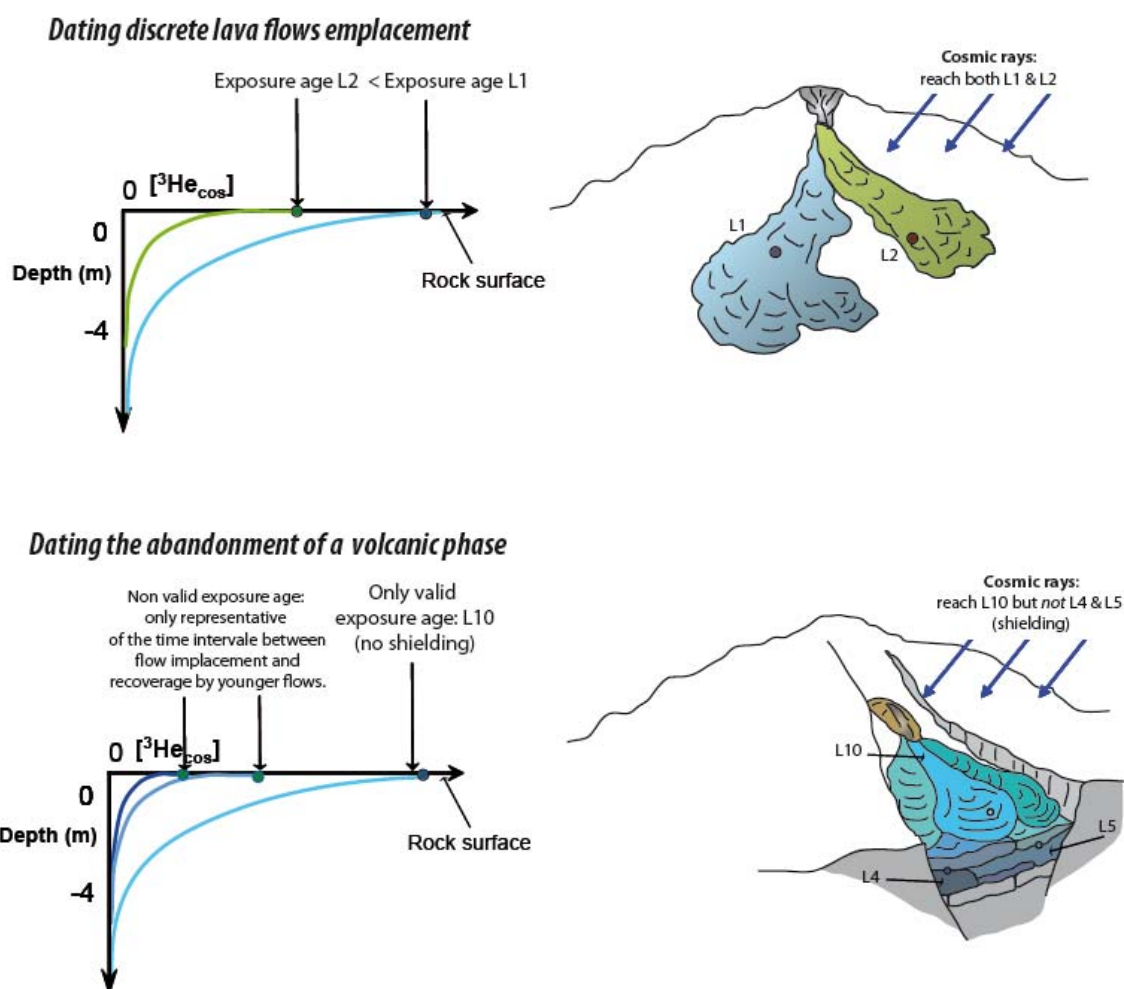 Dating discrete lava flows emplacement
Exposure age L2 < Exposure age L1
0 [³He_cos]
0
Depth (m)
-4
Rock surface
Cosmic rays:
reach both L1 & L2
L1
L2
Dating the abandonment of a volcanic phase
Non valid exposure age:
only representative
of the time intervale between
flow implacement and
recoverage by younger flows.
Only valid
exposure age: L10
(no shielding)
0 [³He_cos]
0
Depth (m)
-4
Rock surface
Cosmic rays:
reach L10 but not L4 & L5
(shielding)
L10
L5
L4